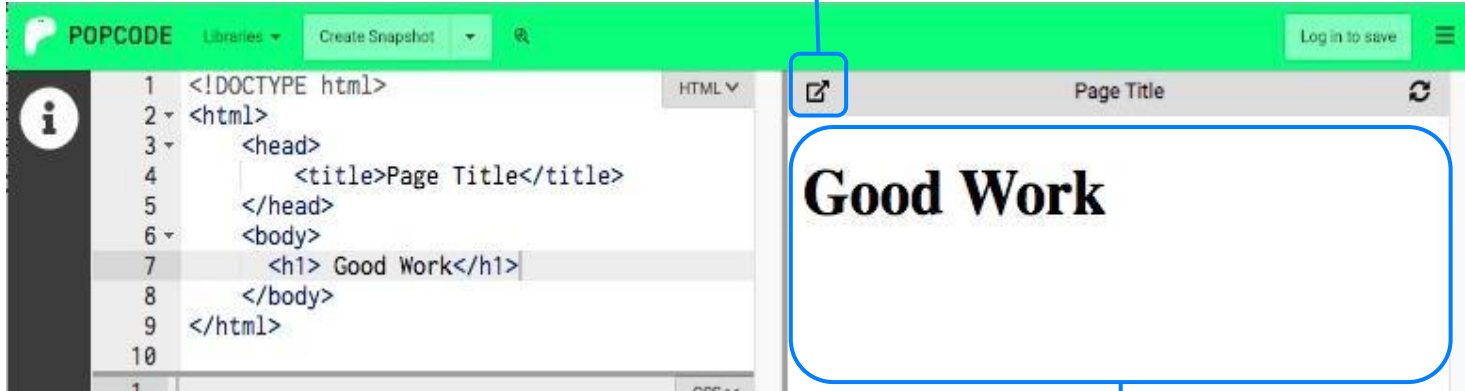 POPCODE Libraries Create Snapshot Log in to save
HTML Page Title
1 <!DOCTYPE html>
2 <html>
3 <head>
4 <title>Page Title</title>
5 </head>
6 <body>
7 <h1> Good Work</h1>
8 </body>
9 </html>
10
Good Work
1